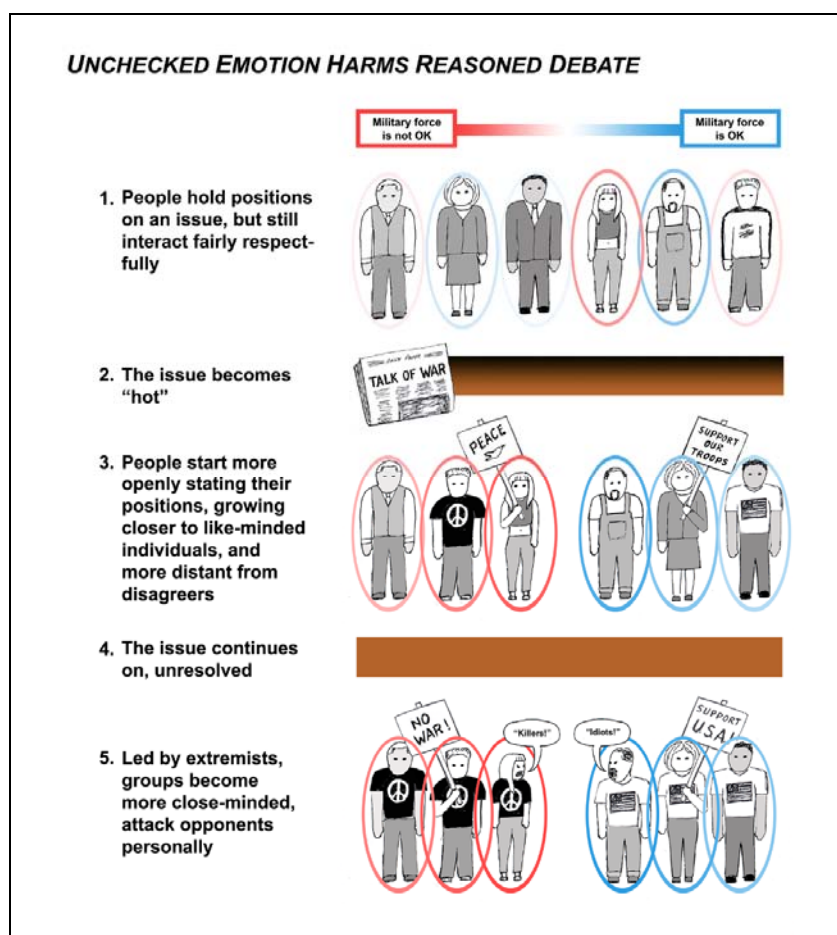 UNCHECKED EMOTION HARMS REASONED DEBATE
Military force
is not OK
Military force
is OK
1. People hold positions
on an issue, but still
interact fairly respect-
fully
2. The issue becomes
"hot"
TALK OF WAR
3. People start more
openly stating their
positions, growing
closer to like-minded
individuals, and
more distant from
disagreers
PEACE
SUPPORT
OUR
TROOPS
4. The issue continues
on, unresolved
5. Led by extremists,
groups become
more close-minded,
attack opponents
personally
NO
WAR!
"Killers!"
"Idiots!"
SUPPORT
USA!